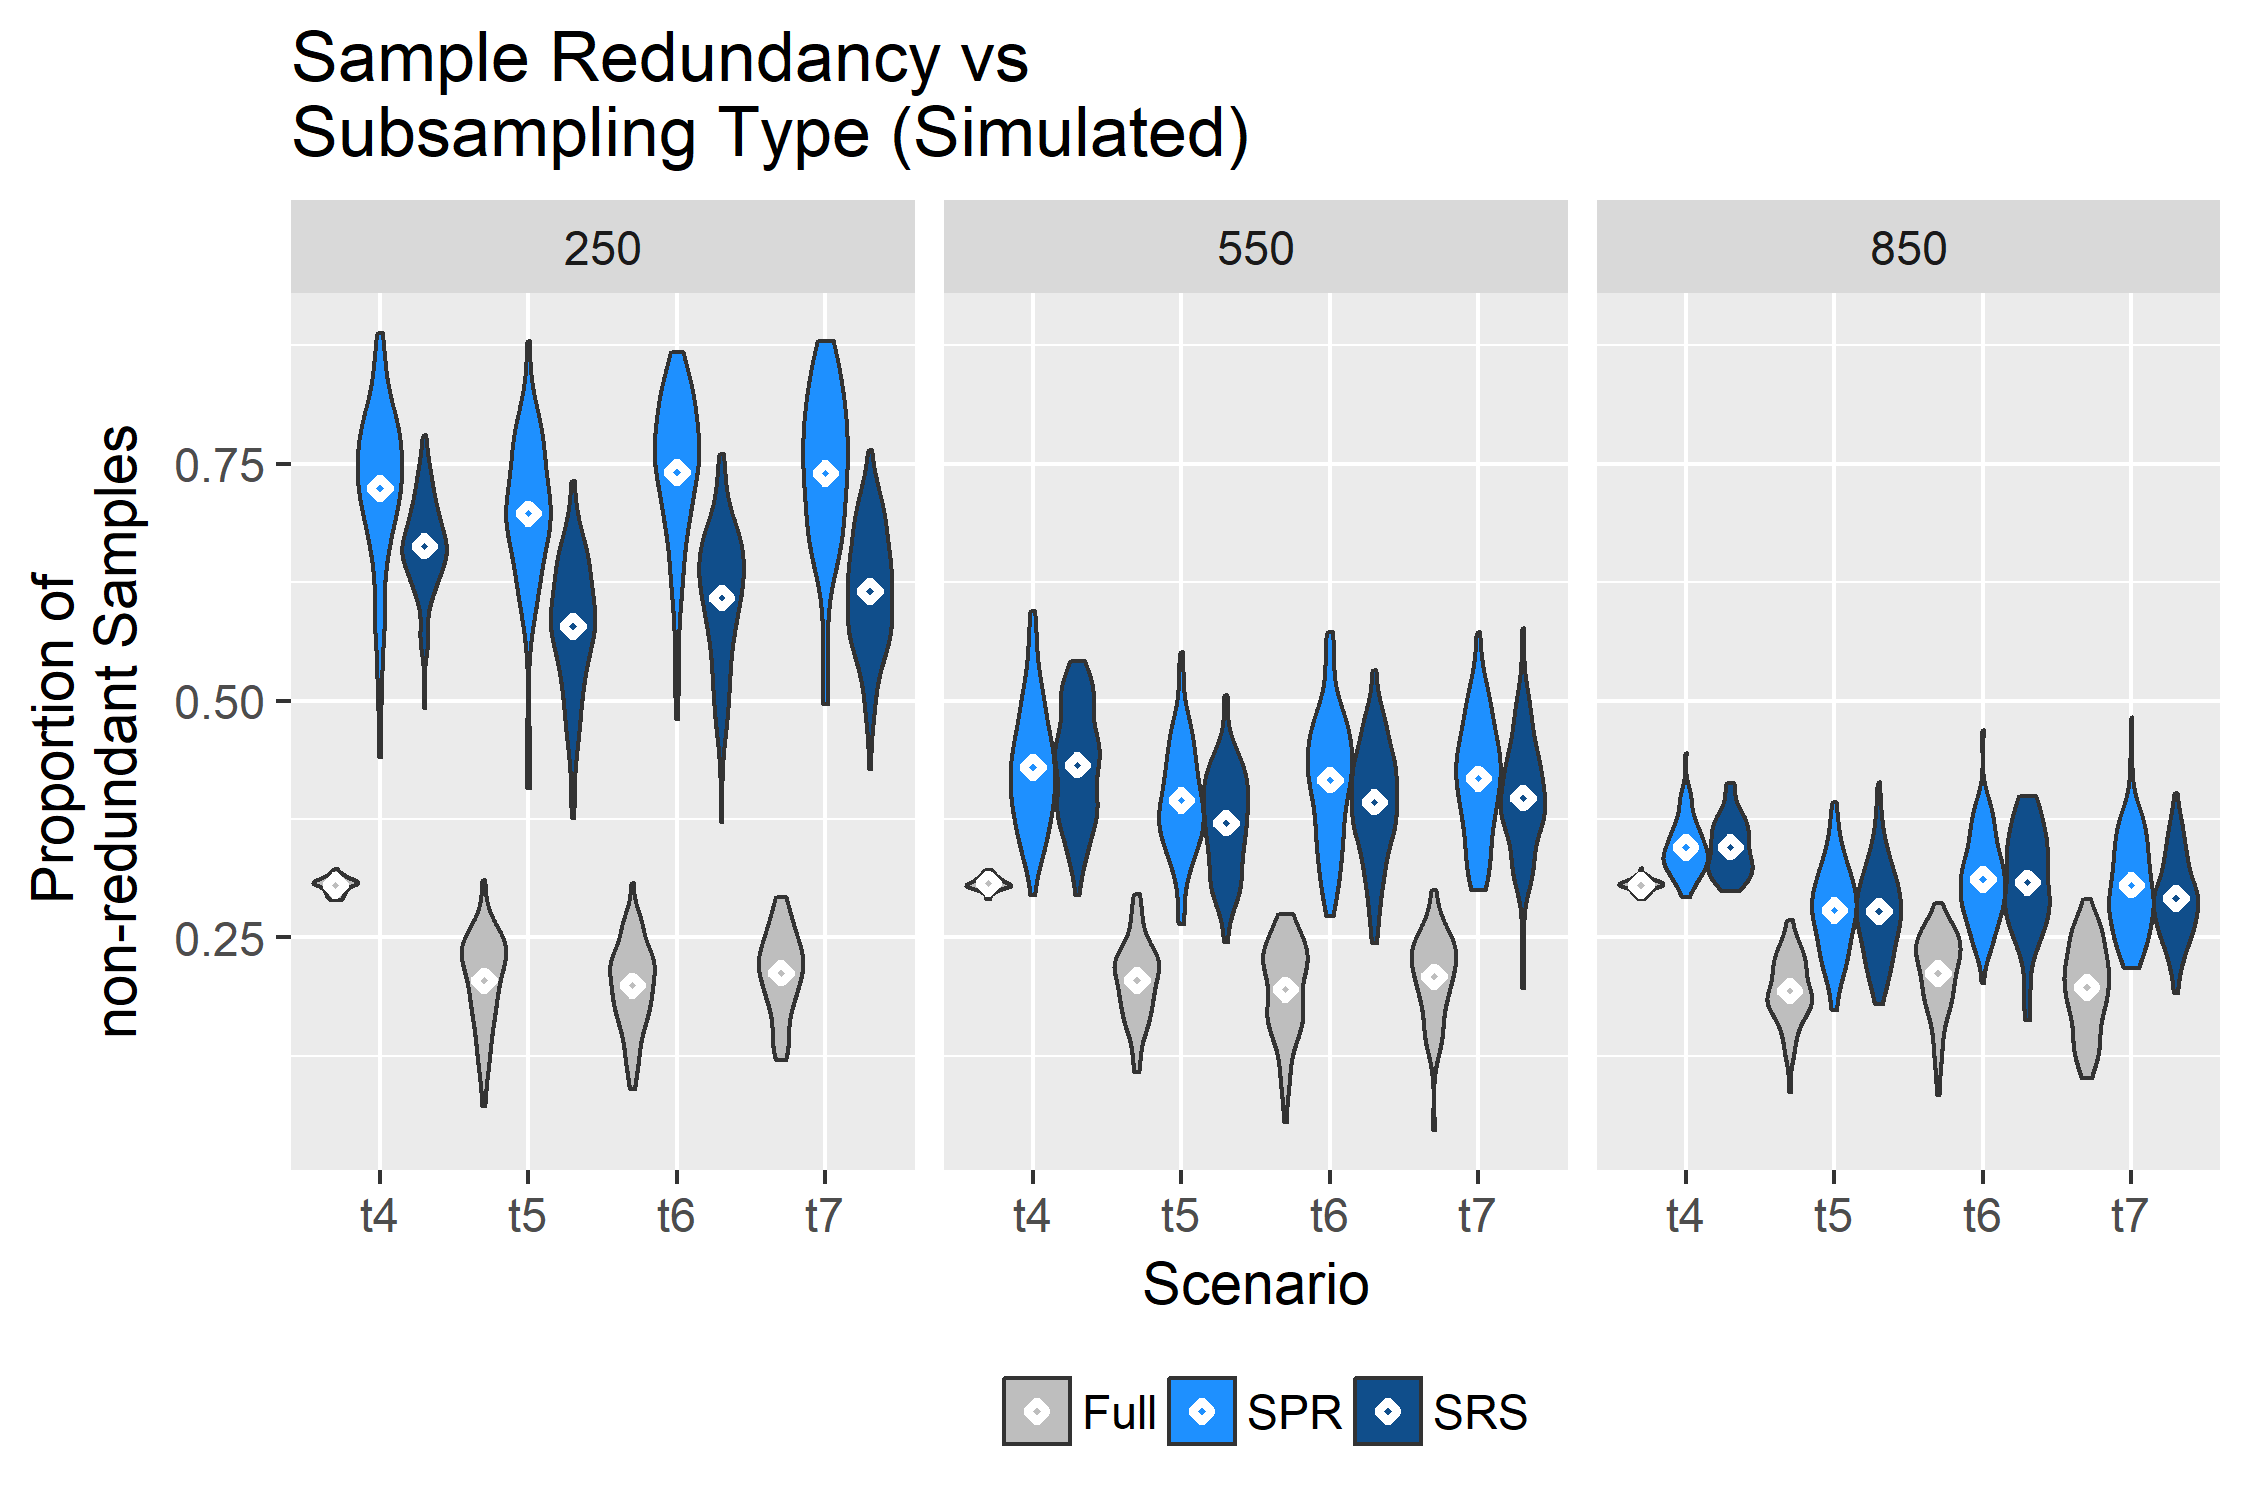 Sample Redundancy vs
Subsampling Type (Simulated)
250
550
850
Proportion of
non-redundant Samples
0.75
0.50
0.25
t4
t5
t6
t7
t4
t5
t6
t7
t4
t5
t6
t7
Scenario
Full
SPR
SRS